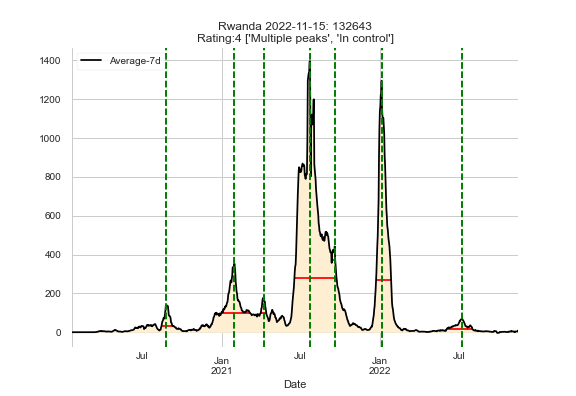 Rwanda 2022-11-15: 132643
Rating:4 ['Multiple peaks', 'In control']
Average-7d
1400
1200
1000
800
600
400
200
0
Jul
Jan
2021
Jul
Jan
2022
Jul
Date